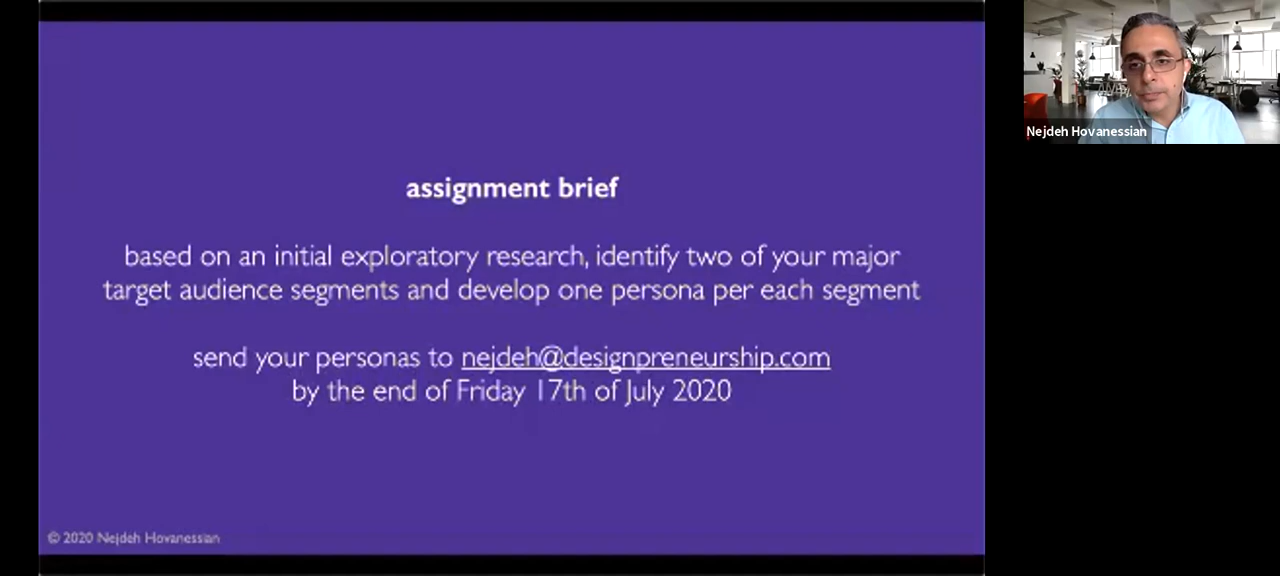 assignment brief
based on an initial exploratory research, identify two of your major
target audience segments and develop one persona per each segment
send your personas to nejdeh@designpreneurship.com
by the end of Friday 17th of July 2020
© 2020 Nejdeh Hovanessian
Nejdeh Hovanessian